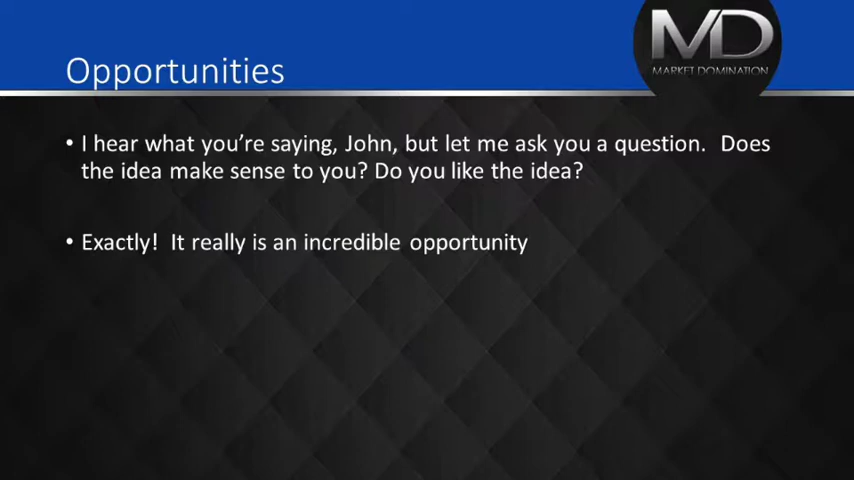 MD
MARKET DOMINATION
Opportunities
• I hear what you’re saying, John, but let me ask you a question.  Does
the idea make sense to you? Do you like the idea?
• Exactly!  It really is an incredible opportunity